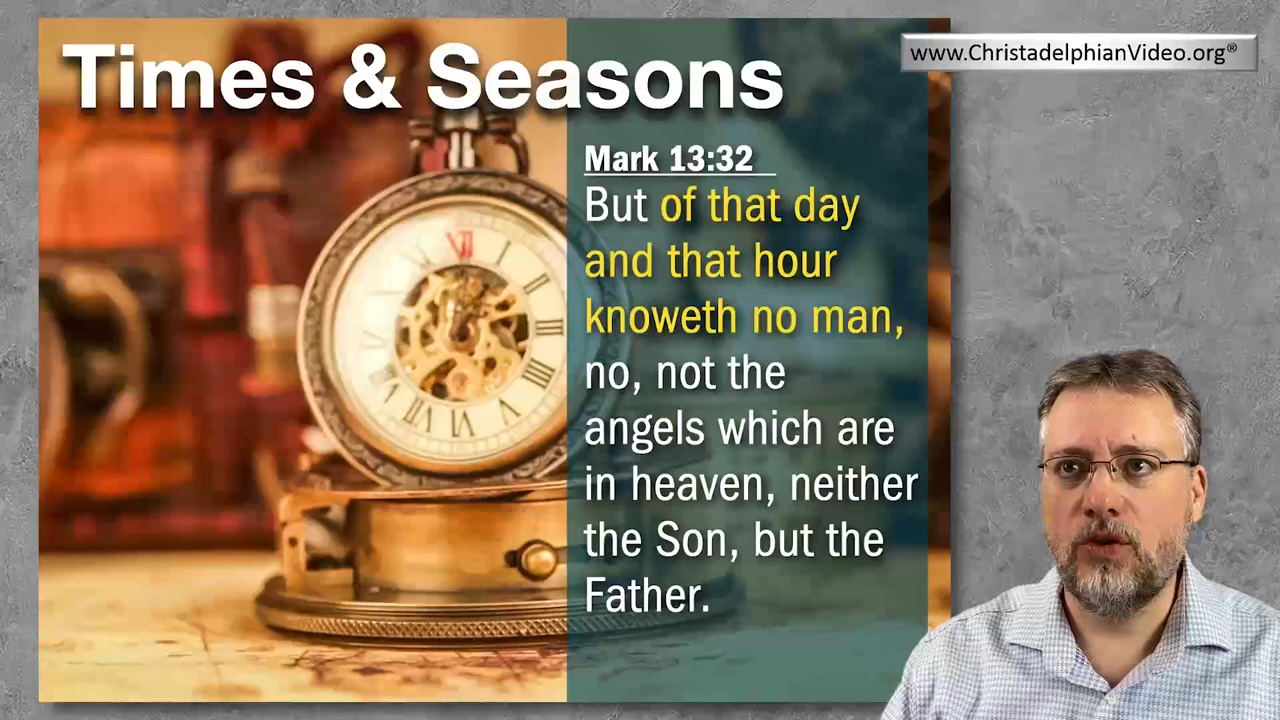 Times & Seasons
www.ChristadelphianVideo.org®
Mark 13:32
But of that day
and that hour
knoweth no man,
no, not the
angels which are
in heaven, neither
the Son, but the
Father.